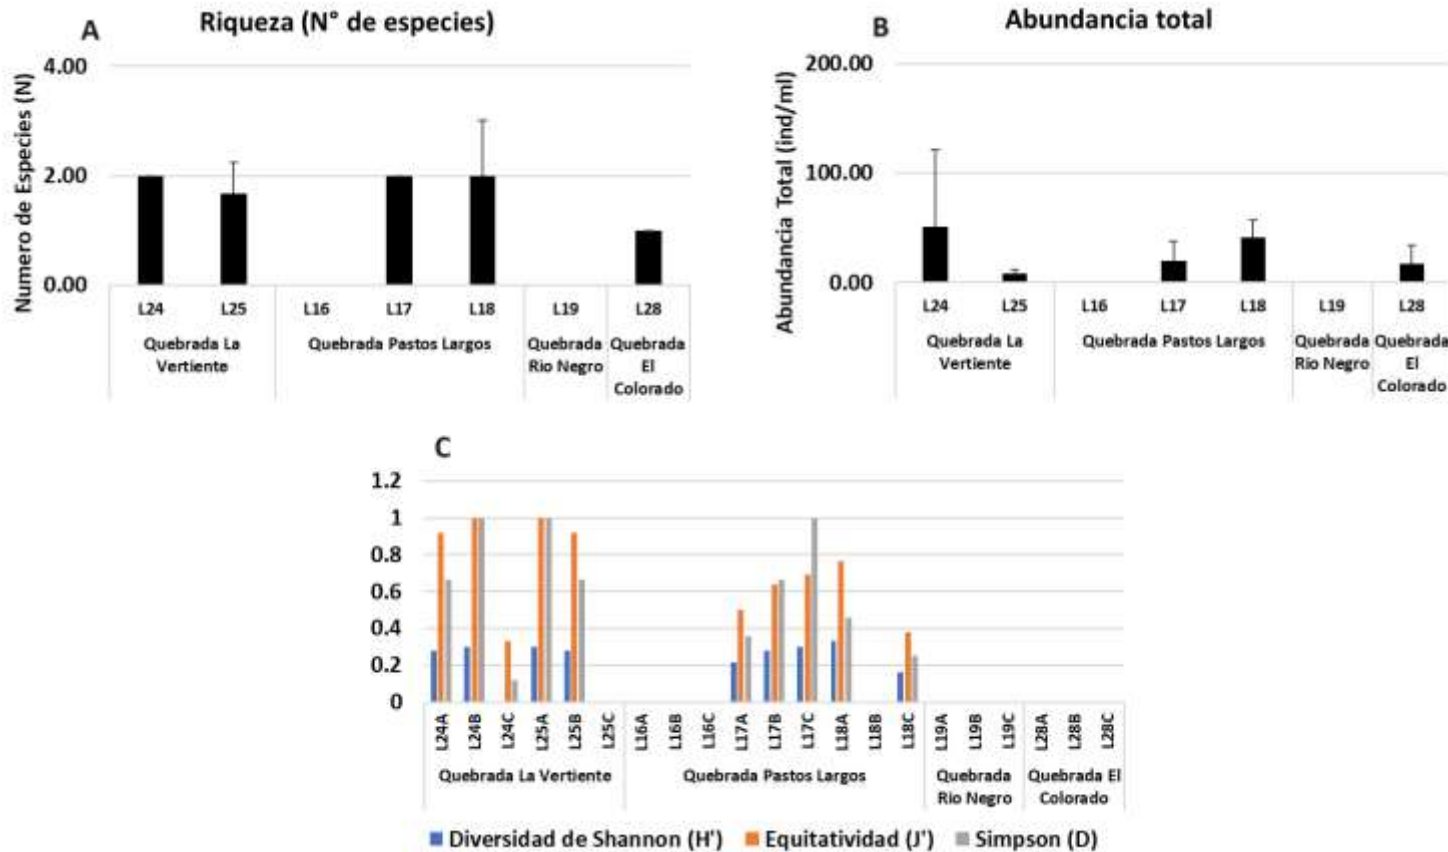 A
Riqueza (N° de especies)
Numero de Especies (N)
4.00
2.00
0.00
L24 L25 L16 L17 L18 L19 L28
Quebrada La Vertiente
Quebrada Pastos Largos
Quebrada Rio Negro
Quebrada El Colorado
B
Abundancia total
Abundancia Total (ind/ml)
200.00
100.00
0.00
L24 L25 L16 L17 L18 L19 L28
Quebrada La Vertiente
Quebrada Pastos Largos
Quebrada Rio Negro
Quebrada El Colorado
C
1.2
1
0.8
0.6
0.4
0.2
0
L24A L24B L24C L25A L25B L25C L16A L16B L16C L17A L17B L17C L18A L18B L18C L19A L19B L19C L28A L28B L28C
Quebrada La Vertiente
Quebrada Pastos Largos
Quebrada Rio Negro
Quebrada El Colorado
Diversidad de Shannon (H') Equitatividad (J') Simpson (D)